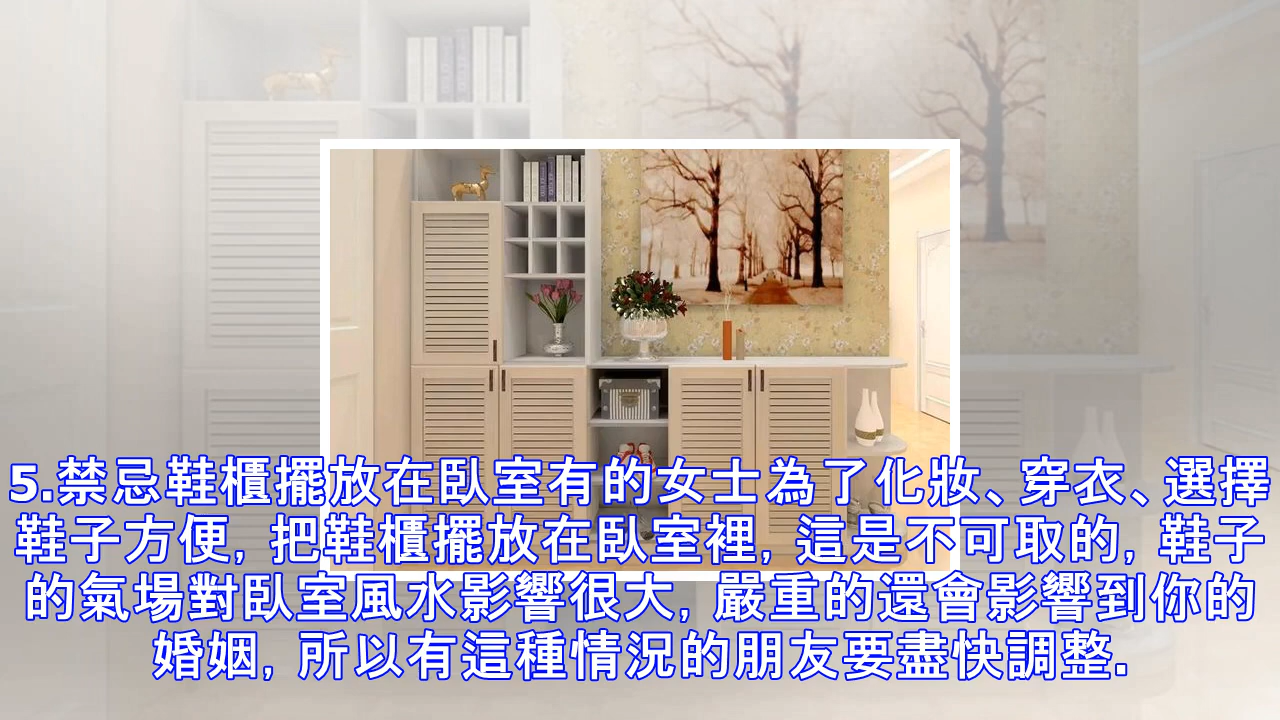 5.禁忌鞋櫃擺放在臥室有的女士為了化妝、穿衣、選擇
鞋子方便, 把鞋櫃擺放在臥室裡, 這是不可取的, 鞋子
的氣場對臥室風水影響很大, 嚴重的還會影響到你的
婚姻, 所以有這種情況的朋友要盡快調整.